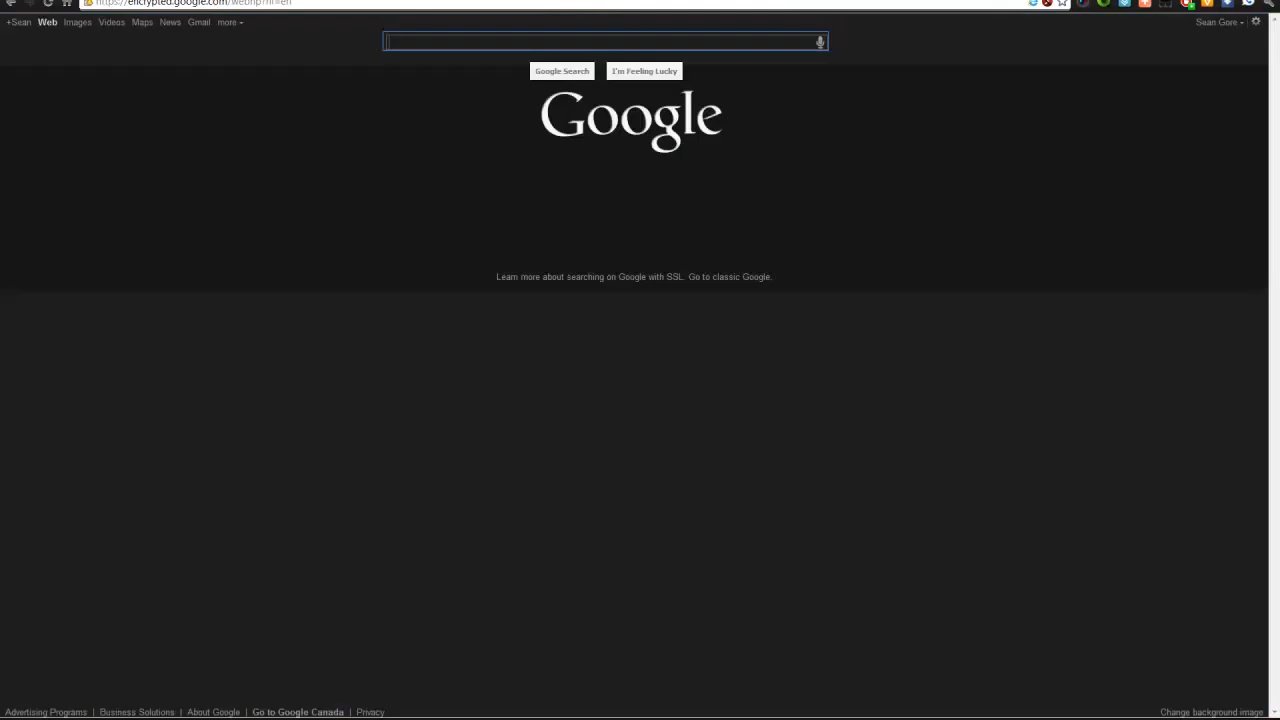 https://encrypted.google.com/webhp?hl=en
+Sean Web Images Videos Maps News Gmail more
Sean Gore
Google Search I'm Feeling Lucky
Google
Learn more about searching on Google with SSL. Go to classic Google.
Advertising Programs | Business Solutions | About Google | Go to Google Canada | Privacy
Change background image